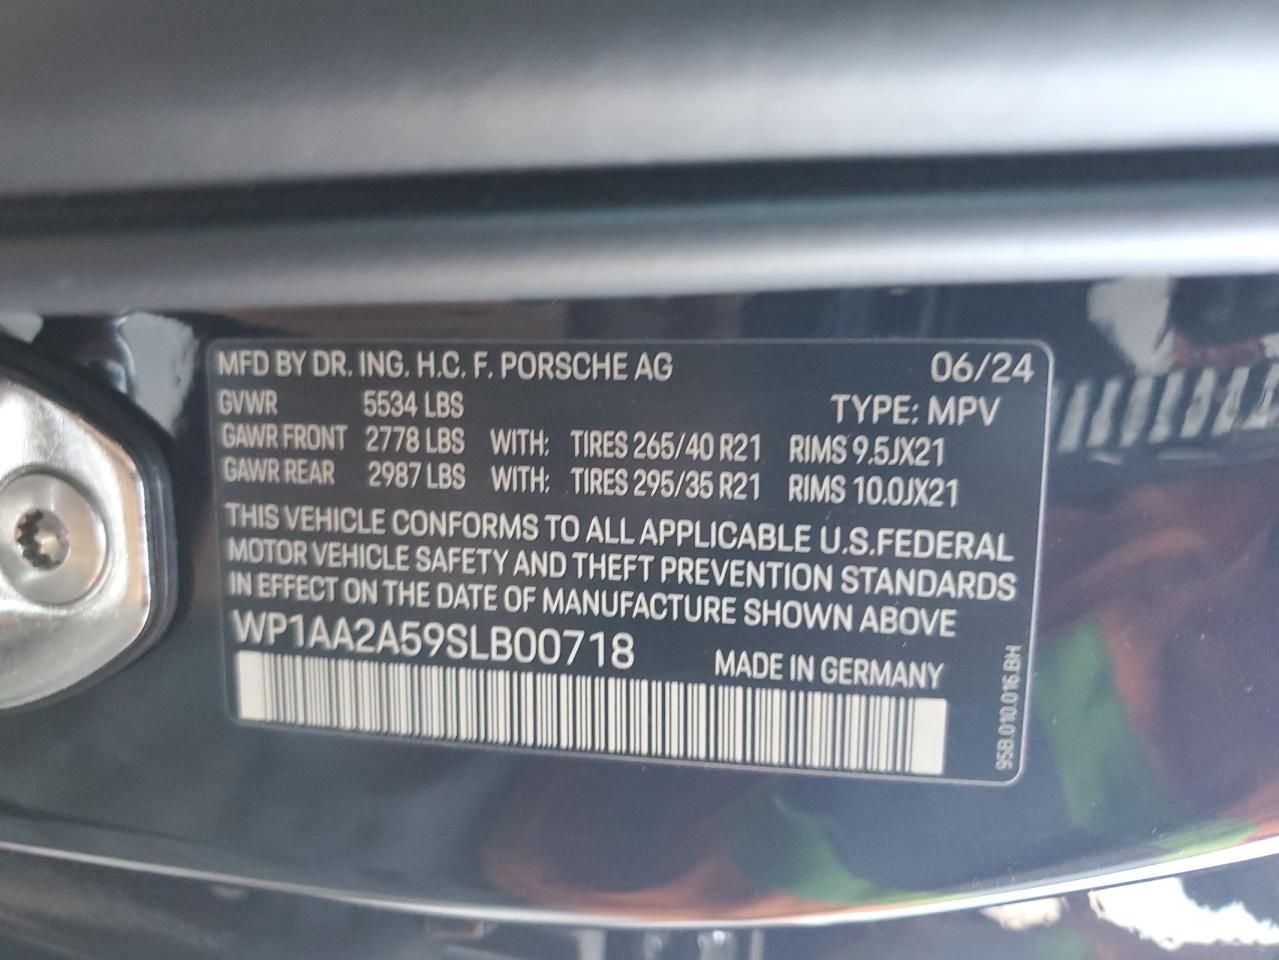 MFD BY DR. ING. H.C. F. PORSCHE AG 06/24
GVWR 5534 LBS TYPE: MPV
GAWR FRONT 2778 LBS WITH: TIRES 265/40 R21 RIMS 9.5JX21
GAWR REAR 2987 LBS WITH: TIRES 295/35 R21 RIMS 10.0JX21
THIS VEHICLE CONFORMS TO ALL APPLICABLE U.S.FEDERAL
MOTOR VEHICLE SAFETY AND THEFT PREVENTION STANDARDS
IN EFFECT ON THE DATE OF MANUFACTURE SHOWN ABOVE
WP1AA2A59SLB00718 MADE IN GERMANY
95B.010.016.BH